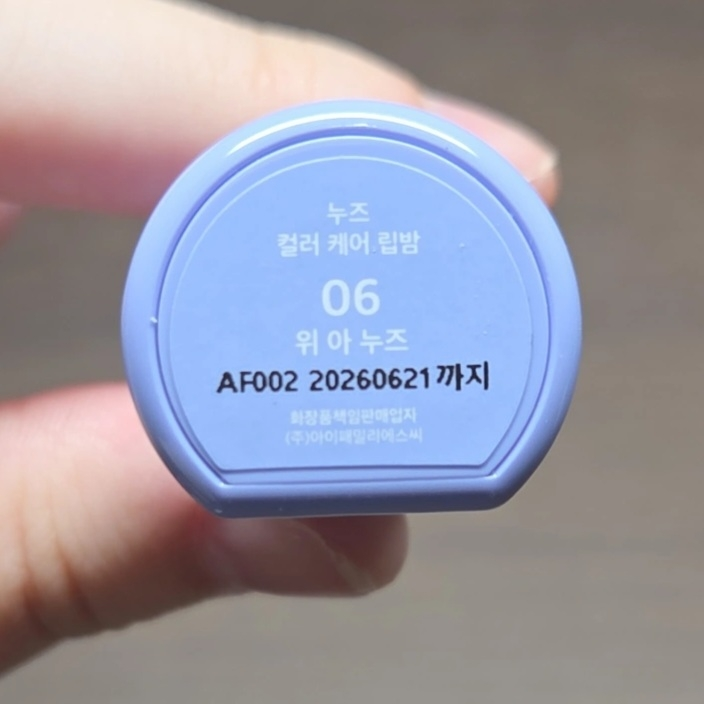 누즈
컬러 케어 립밤
06
위 아 누즈
AF002 20260621까지
화장품책임판매업자
(주)아이패밀리에스씨